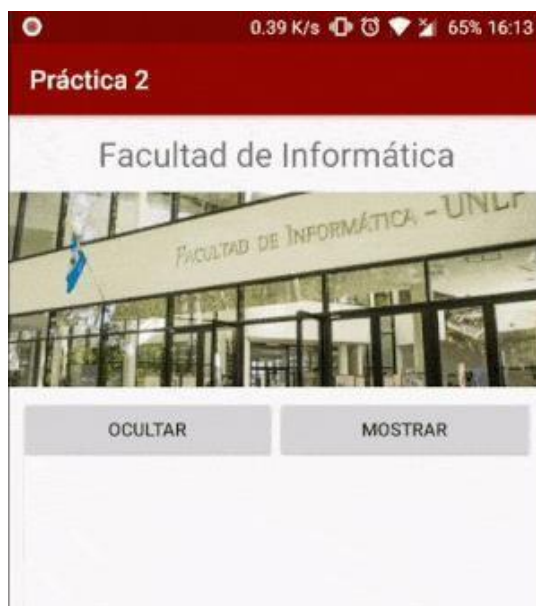 0.39 K/s 65% 16:13
Práctica 2
Facultad de Informática
FACULTAD DE INFORMÁTICA - UNLP
OCULTAR MOSTRAR